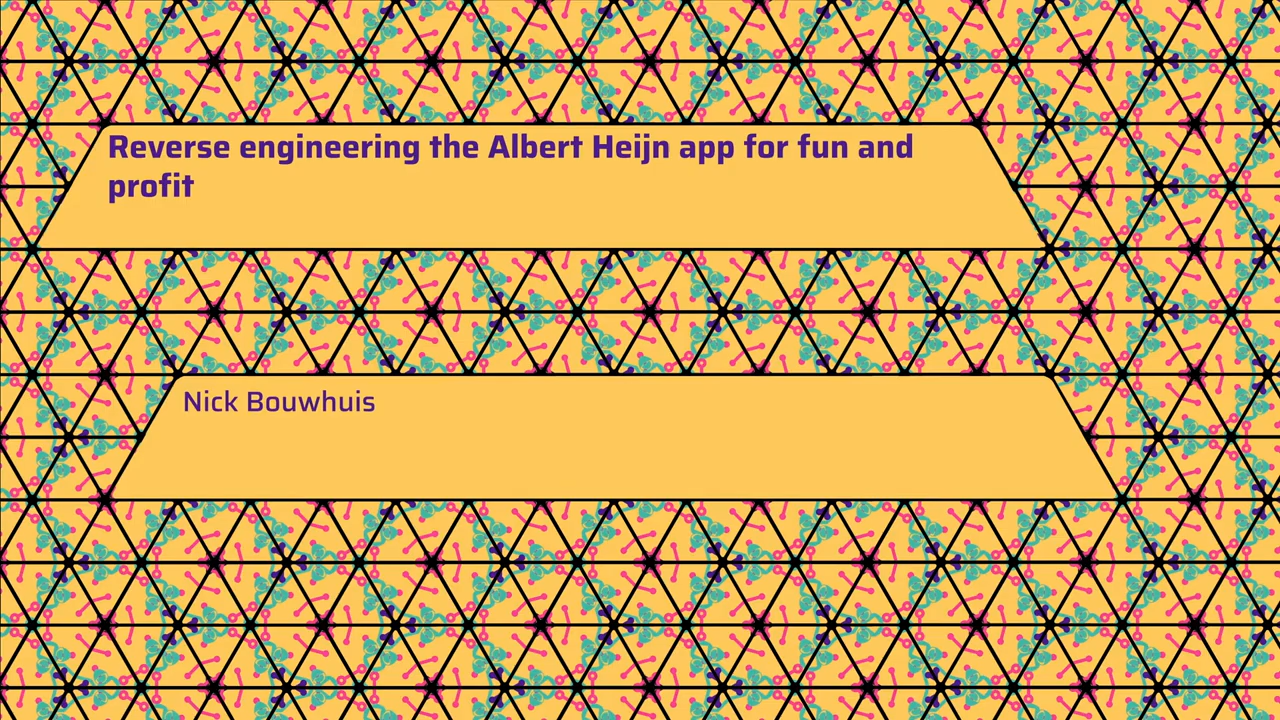 Reverse engineering the Albert Heijn app for fun and
profit
Nick Bouwhuis